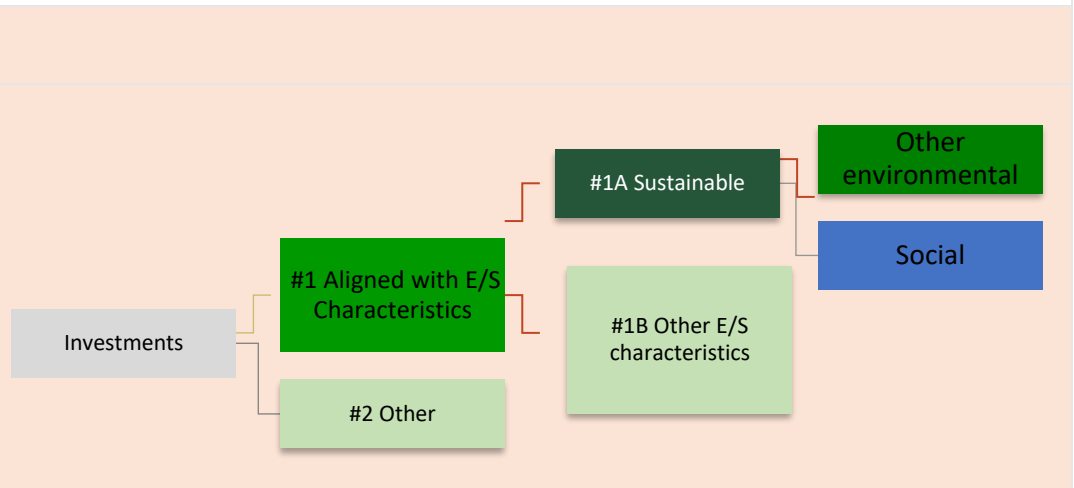 Investments
#1 Aligned with E/S
Characteristics
#2 Other
#1A Sustainable
#1B Other E/S
characteristics
Other
environmental
Social